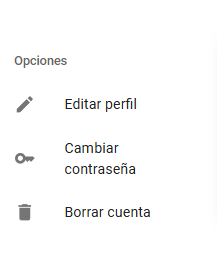 Opciones
Editar perfil
Cambiar
contraseña
Borrar cuenta